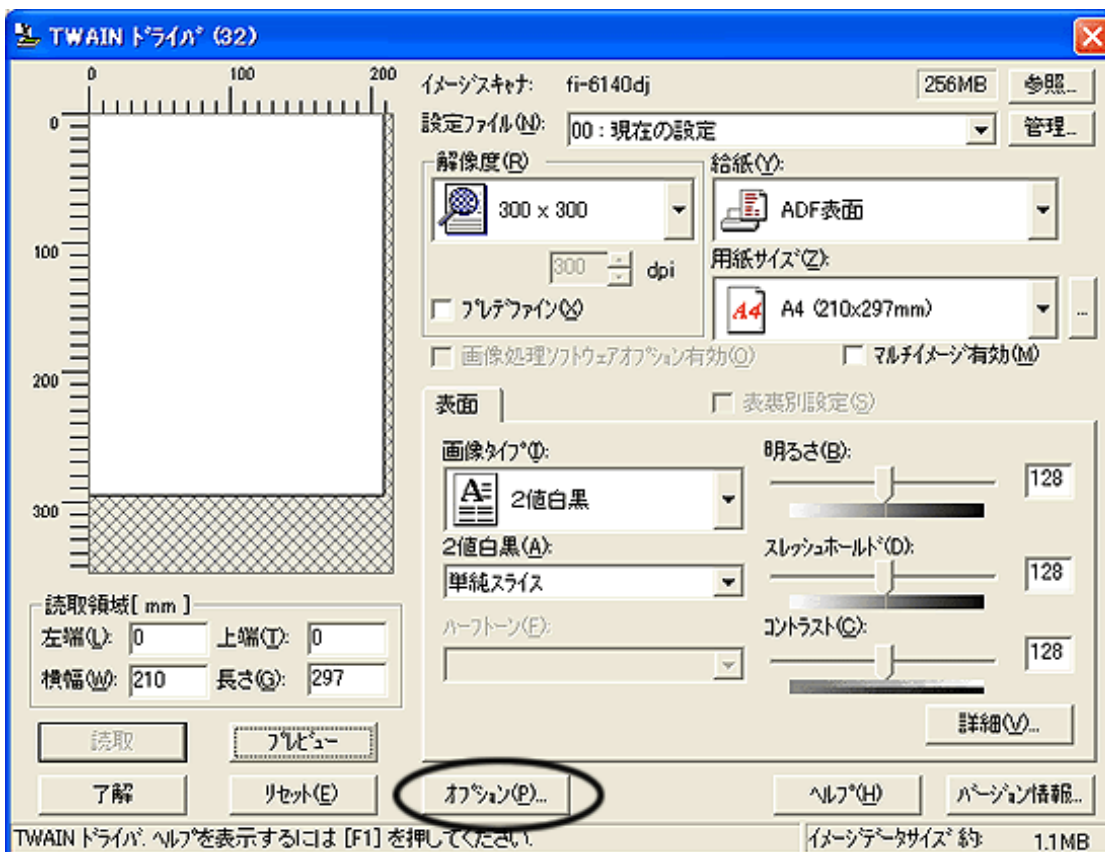 TWAIN ﾄﾞﾗｲﾊﾞ (32)
0 100 200
0
100
200
300
ｲﾒｰｼﾞｽｷｬﾅ: fi-6140dj 256MB 参照...
設定ﾌｧｲﾙ(N): 00 : 現在の設定 管理...
解像度(R)
300 x 300
300 dpi
ﾌﾟﾚﾃﾞﾌｧｲﾝ(X)
給紙(Y):
ADF表面
用紙ｻｲｽﾞ(Z):
A4 A4 (210x297mm) ...
画像処理ｿﾌﾄｳｪｱｵﾌﾟｼｮﾝ有効(O) ﾏﾙﾁｲﾒｰｼﾞ有効(M)
表面 表裏別設定(S)
画像ﾀｲﾌﾟ(I):
A 2値白黒
2値白黒(A):
単純ｽﾗｲｽ
ﾊｰﾌﾄｰﾝ(F):
明るさ(B):
128
ｽﾚｯｼｭﾎｰﾙﾄﾞ(D):
128
ｺﾝﾄﾗｽﾄ(C):
128
詳細(V)...
読取領域[ mm ]
左端(L): 0 上端(T): 0
横幅(W): 210 長さ(G): 297
読取 ﾌﾟﾚﾋﾞｭｰ
了解 ﾘｾｯﾄ(E) ｵﾌﾟｼｮﾝ(P)... ﾍﾙﾌﾟ(H) ﾊﾞｰｼﾞｮﾝ情報...
TWAIN ﾄﾞﾗｲﾊﾞ. ﾍﾙﾌﾟを表示するには [F1] を押してください. ｲﾒｰｼﾞﾃﾞｰﾀｻｲｽﾞ 約: 1.1MB